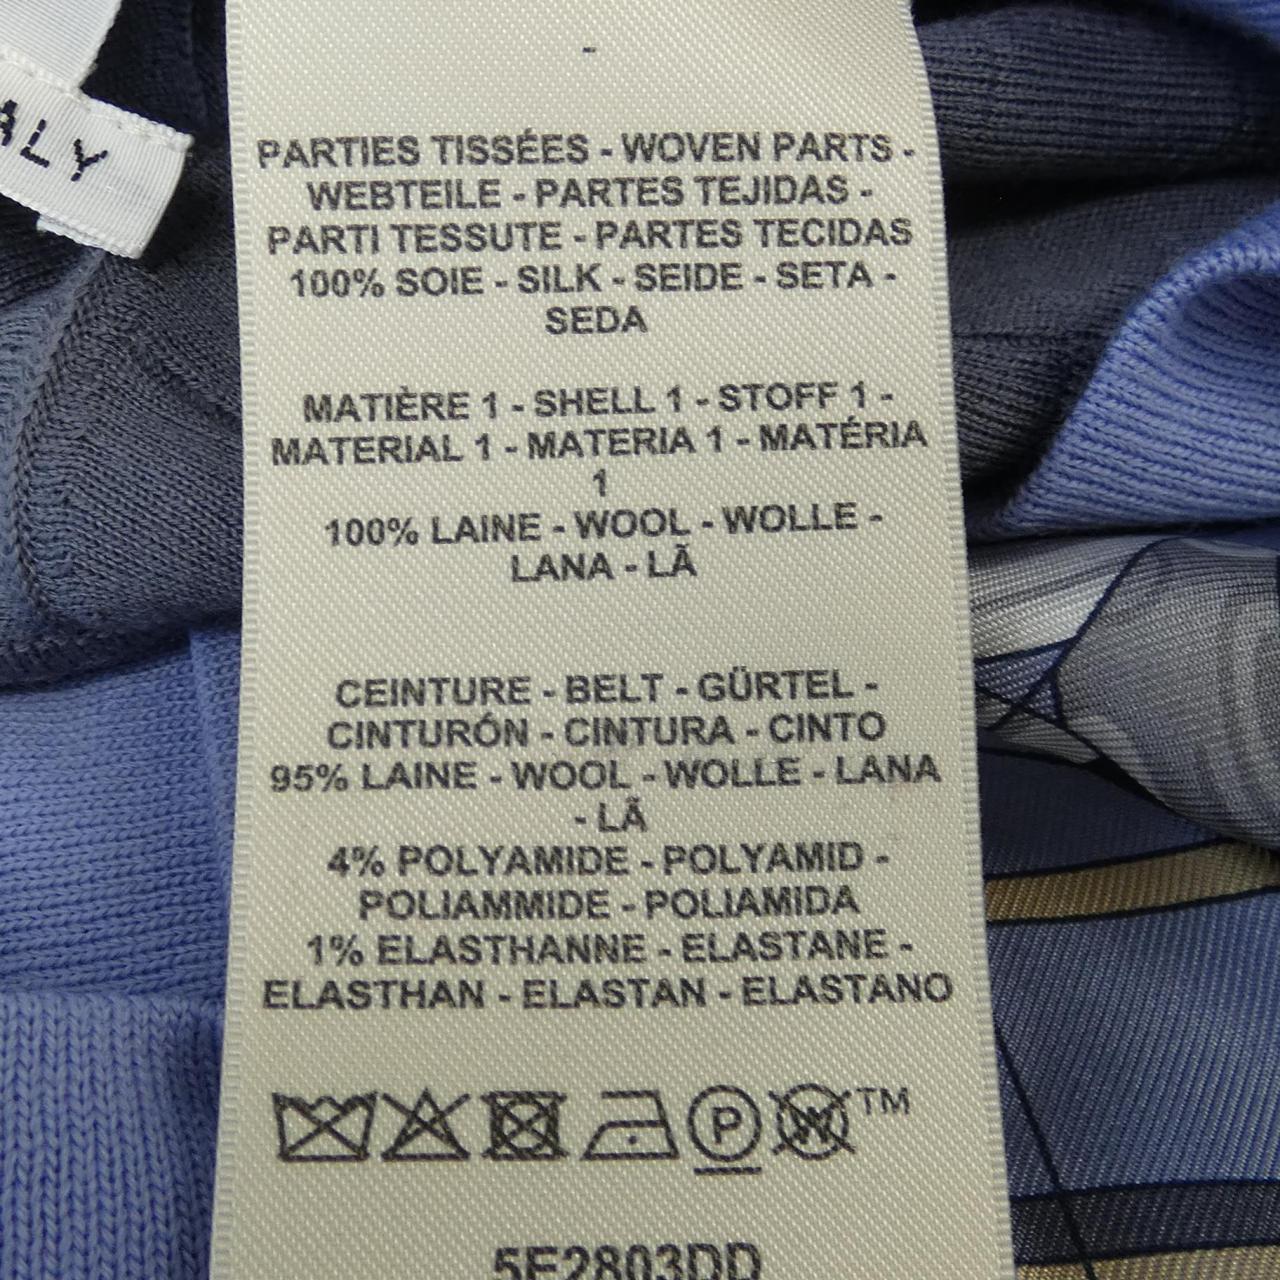 ALY
PARTIES TISSÉES - WOVEN PARTS -
WEBTEILE - PARTES TEJIDAS -
PARTI TESSUTE - PARTES TECIDAS
100% SOIE - SILK - SEIDE - SETA -
SEDA
MATIÈRE 1 - SHELL 1 - STOFF 1 -
MATERIAL 1 - MATERIA 1 - MATÉRIA
1
100% LAINE - WOOL - WOLLE -
LANA - LÃ
CEINTURE - BELT - GÜRTEL -
CINTURÓN - CINTURA - CINTO
95% LAINE - WOOL - WOLLE - LANA
- LÃ
4% POLYAMIDE - POLYAMID -
POLIAMMIDE - POLIAMIDA
1% ELASTHANNE - ELASTANE -
ELASTHAN - ELASTAN - ELASTANO
P W TM
5E2803DD